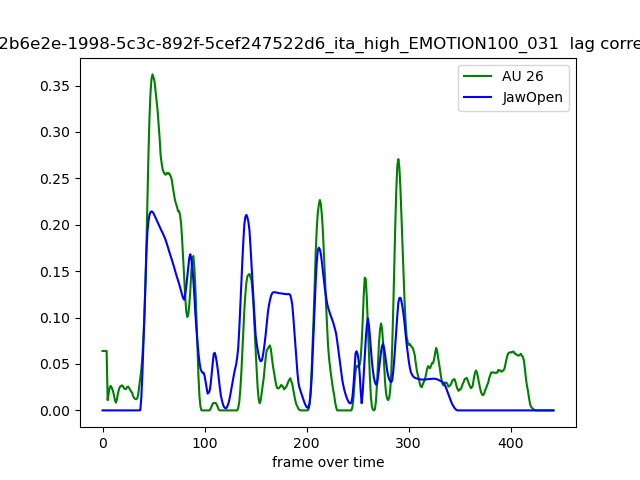 2b6e2e-1998-5c3c-892f-5cef247522d6_ita_high_EMOTION100_031 lag corre
AU 26
JawOpen
0.35
0.30
0.25
0.20
0.15
0.10
0.05
0.00
0 100 200 300 400
frame over time